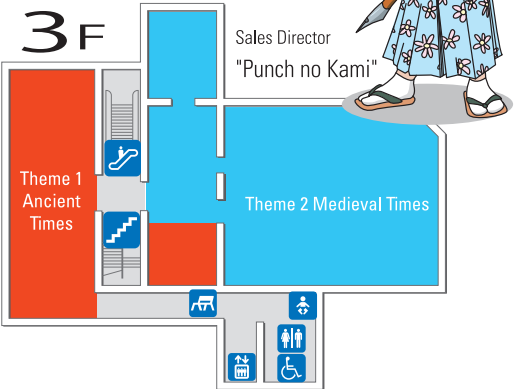 3F
Sales Director
"Punch no Kami"
Theme 1
Ancient
Times
Theme 2 Medieval Times